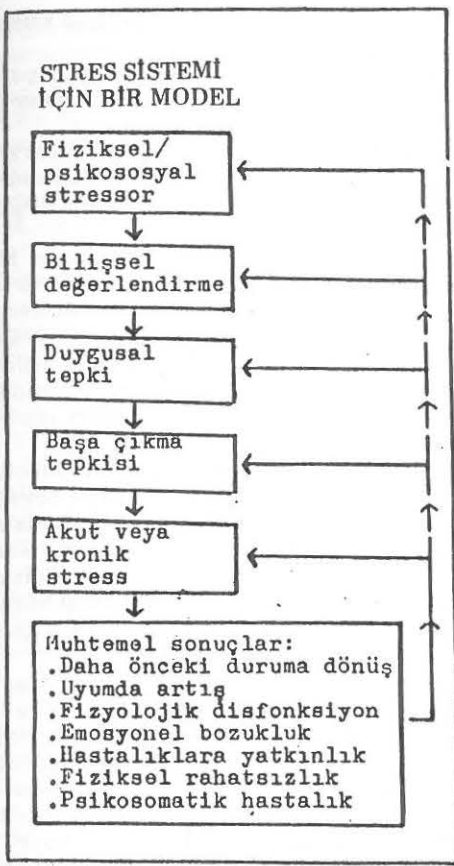 STRES SİSTEMİ
İÇİN BİR MODEL
Fiziksel/
psikososyal
stressor
Bilişsel
değerlendirme
Duygusal
tepki
Başa çıkma
tepkisi
Akut veya
kronik
stress
Muhtemel sonuçlar:
.Daha önceki duruma dönüş
.Uyumda artış
.Fizyolojik disfonksiyon
.Emosyonel bozukluk
.Hastalıklara yatkınlık
.Fiziksel rahatsızlık
.Psikosomatik hastalık